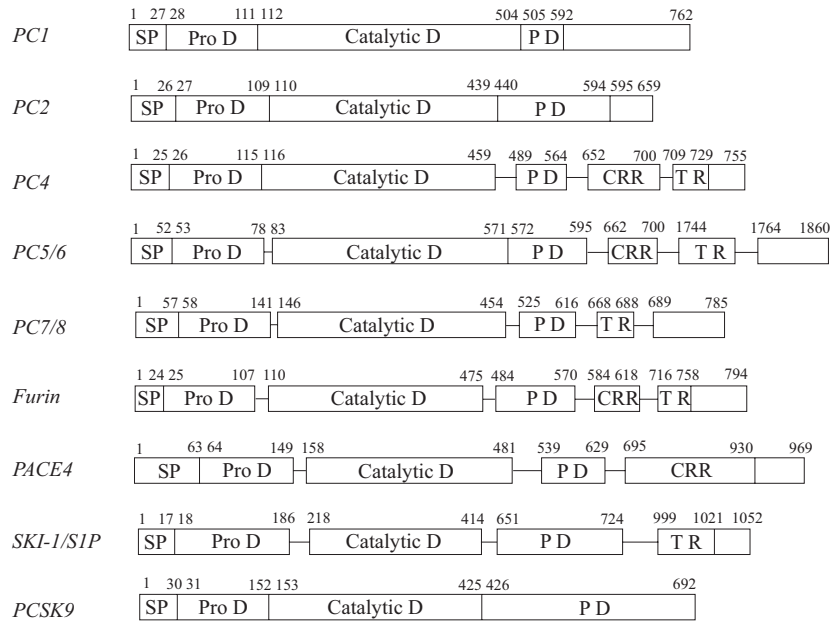 1 27 28 111 112 504 505 592 762
PC1 SP Pro D Catalytic D P D
1 26 27 109 110 439 440 594 595 659
PC2 SP Pro D Catalytic D P D
1 25 26 115 116 459 489 564 652 700 709 729 755
PC4 SP Pro D Catalytic D P D CRR T R
1 52 53 78 83 571 572 595 662 700 1744 1764 1860
PC5/6 SP Pro D Catalytic D P D CRR T R
1 57 58 141 146 454 525 616 668 688 689 785
PC7/8 SP Pro D Catalytic D P D T R
1 24 25 107 110 475 484 570 584 618 716 758 794
Furin SP Pro D Catalytic D P D CRR T R
1 63 64 149 158 481 539 629 695 930 969
PACE4 SP Pro D Catalytic D P D CRR
1 17 18 186 218 414 651 724 999 1021 1052
SKI-1/S1P SP Pro D Catalytic D P D T R
1 30 31 152 153 425 426 692
PCSK9 SP Pro D Catalytic D P D